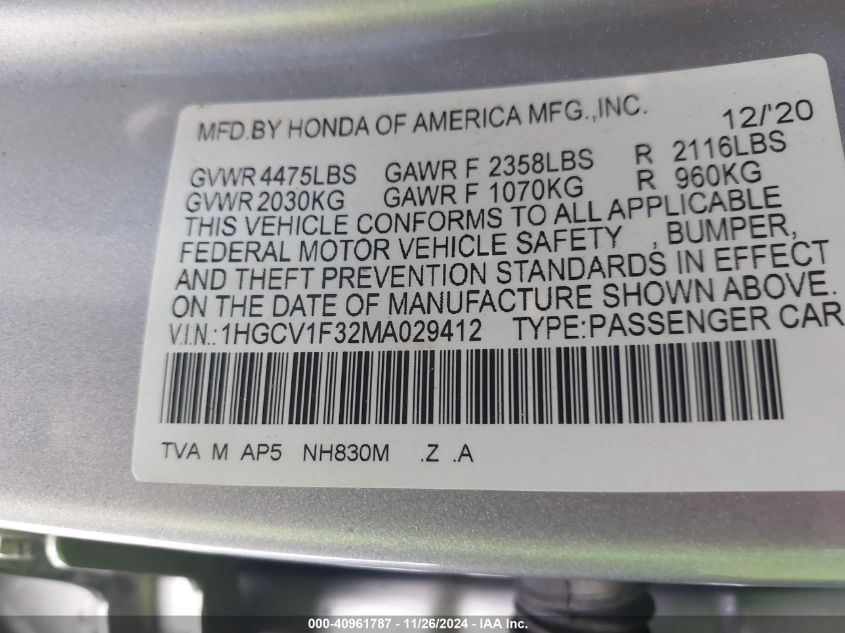 MFD.BY HONDA OF AMERICA MFG.,INC. 12/'20
GVWR 4475LBS GAWR F 2358LBS R 2116LBS
GVWR 2030KG GAWR F 1070KG R 960KG
THIS VEHICLE CONFORMS TO ALL APPLICABLE
FEDERAL MOTOR VEHICLE SAFETY , BUMPER,
AND THEFT PREVENTION STANDARDS IN EFFECT
ON THE DATE OF MANUFACTURE SHOWN ABOVE.
V.I.N.: 1HGCV1F32MA029412 TYPE:PASSENGER CAR
TVA M AP5 NH830M .Z .A
000-40961787 - 11/26/2024 - IAA Inc.